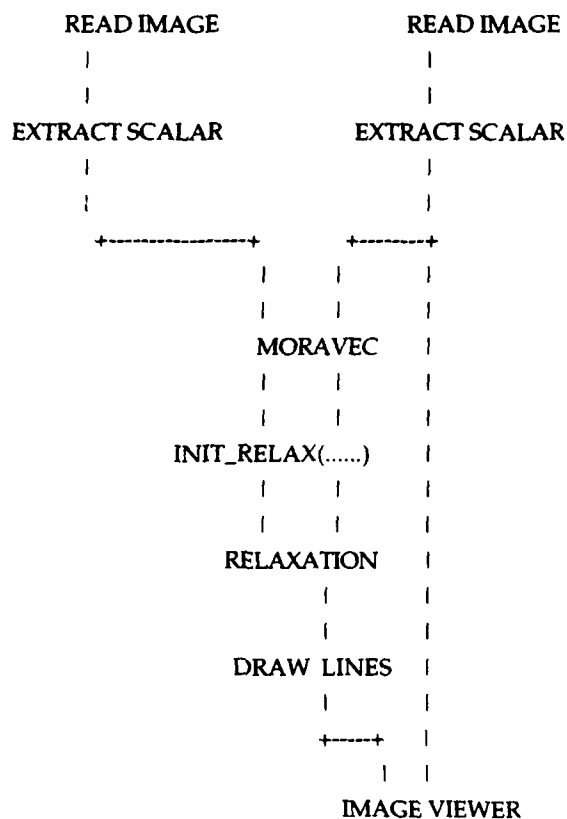 READ IMAGE READ IMAGE
EXTRACT SCALAR EXTRACT SCALAR
MORAVEC
INIT_RELAX(......)
RELAXATION
DRAW LINES
IMAGE VIEWER